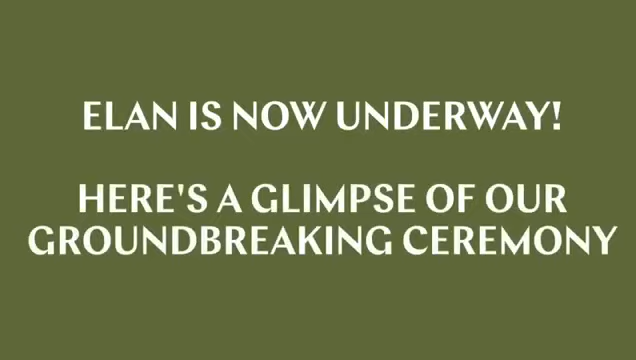 ELAN IS NOW UNDERWAY!
HERE'S A GLIMPSE OF OUR
GROUNDBREAKING CEREMONY